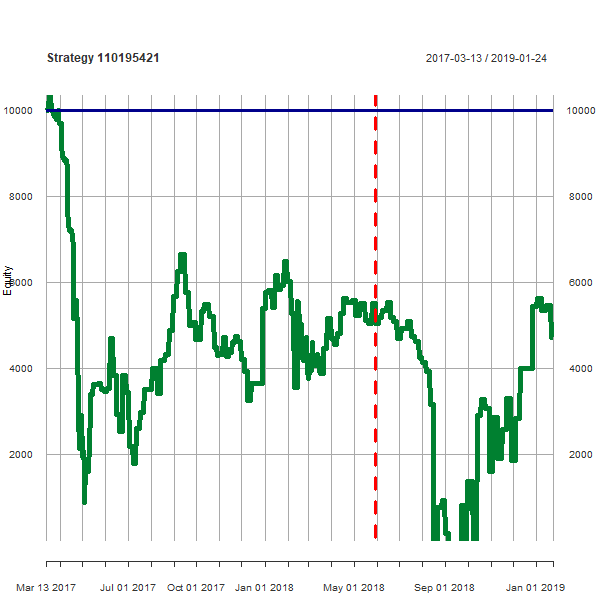 Strategy 110195421
2017-03-13 / 2019-01-24
10000
10000
8000
8000
Equity
6000
6000
4000
4000
2000
2000
Mar 13 2017
Jul 01 2017
Oct 01 2017
Jan 01 2018
May 01 2018
Sep 01 2018
Jan 01 2019